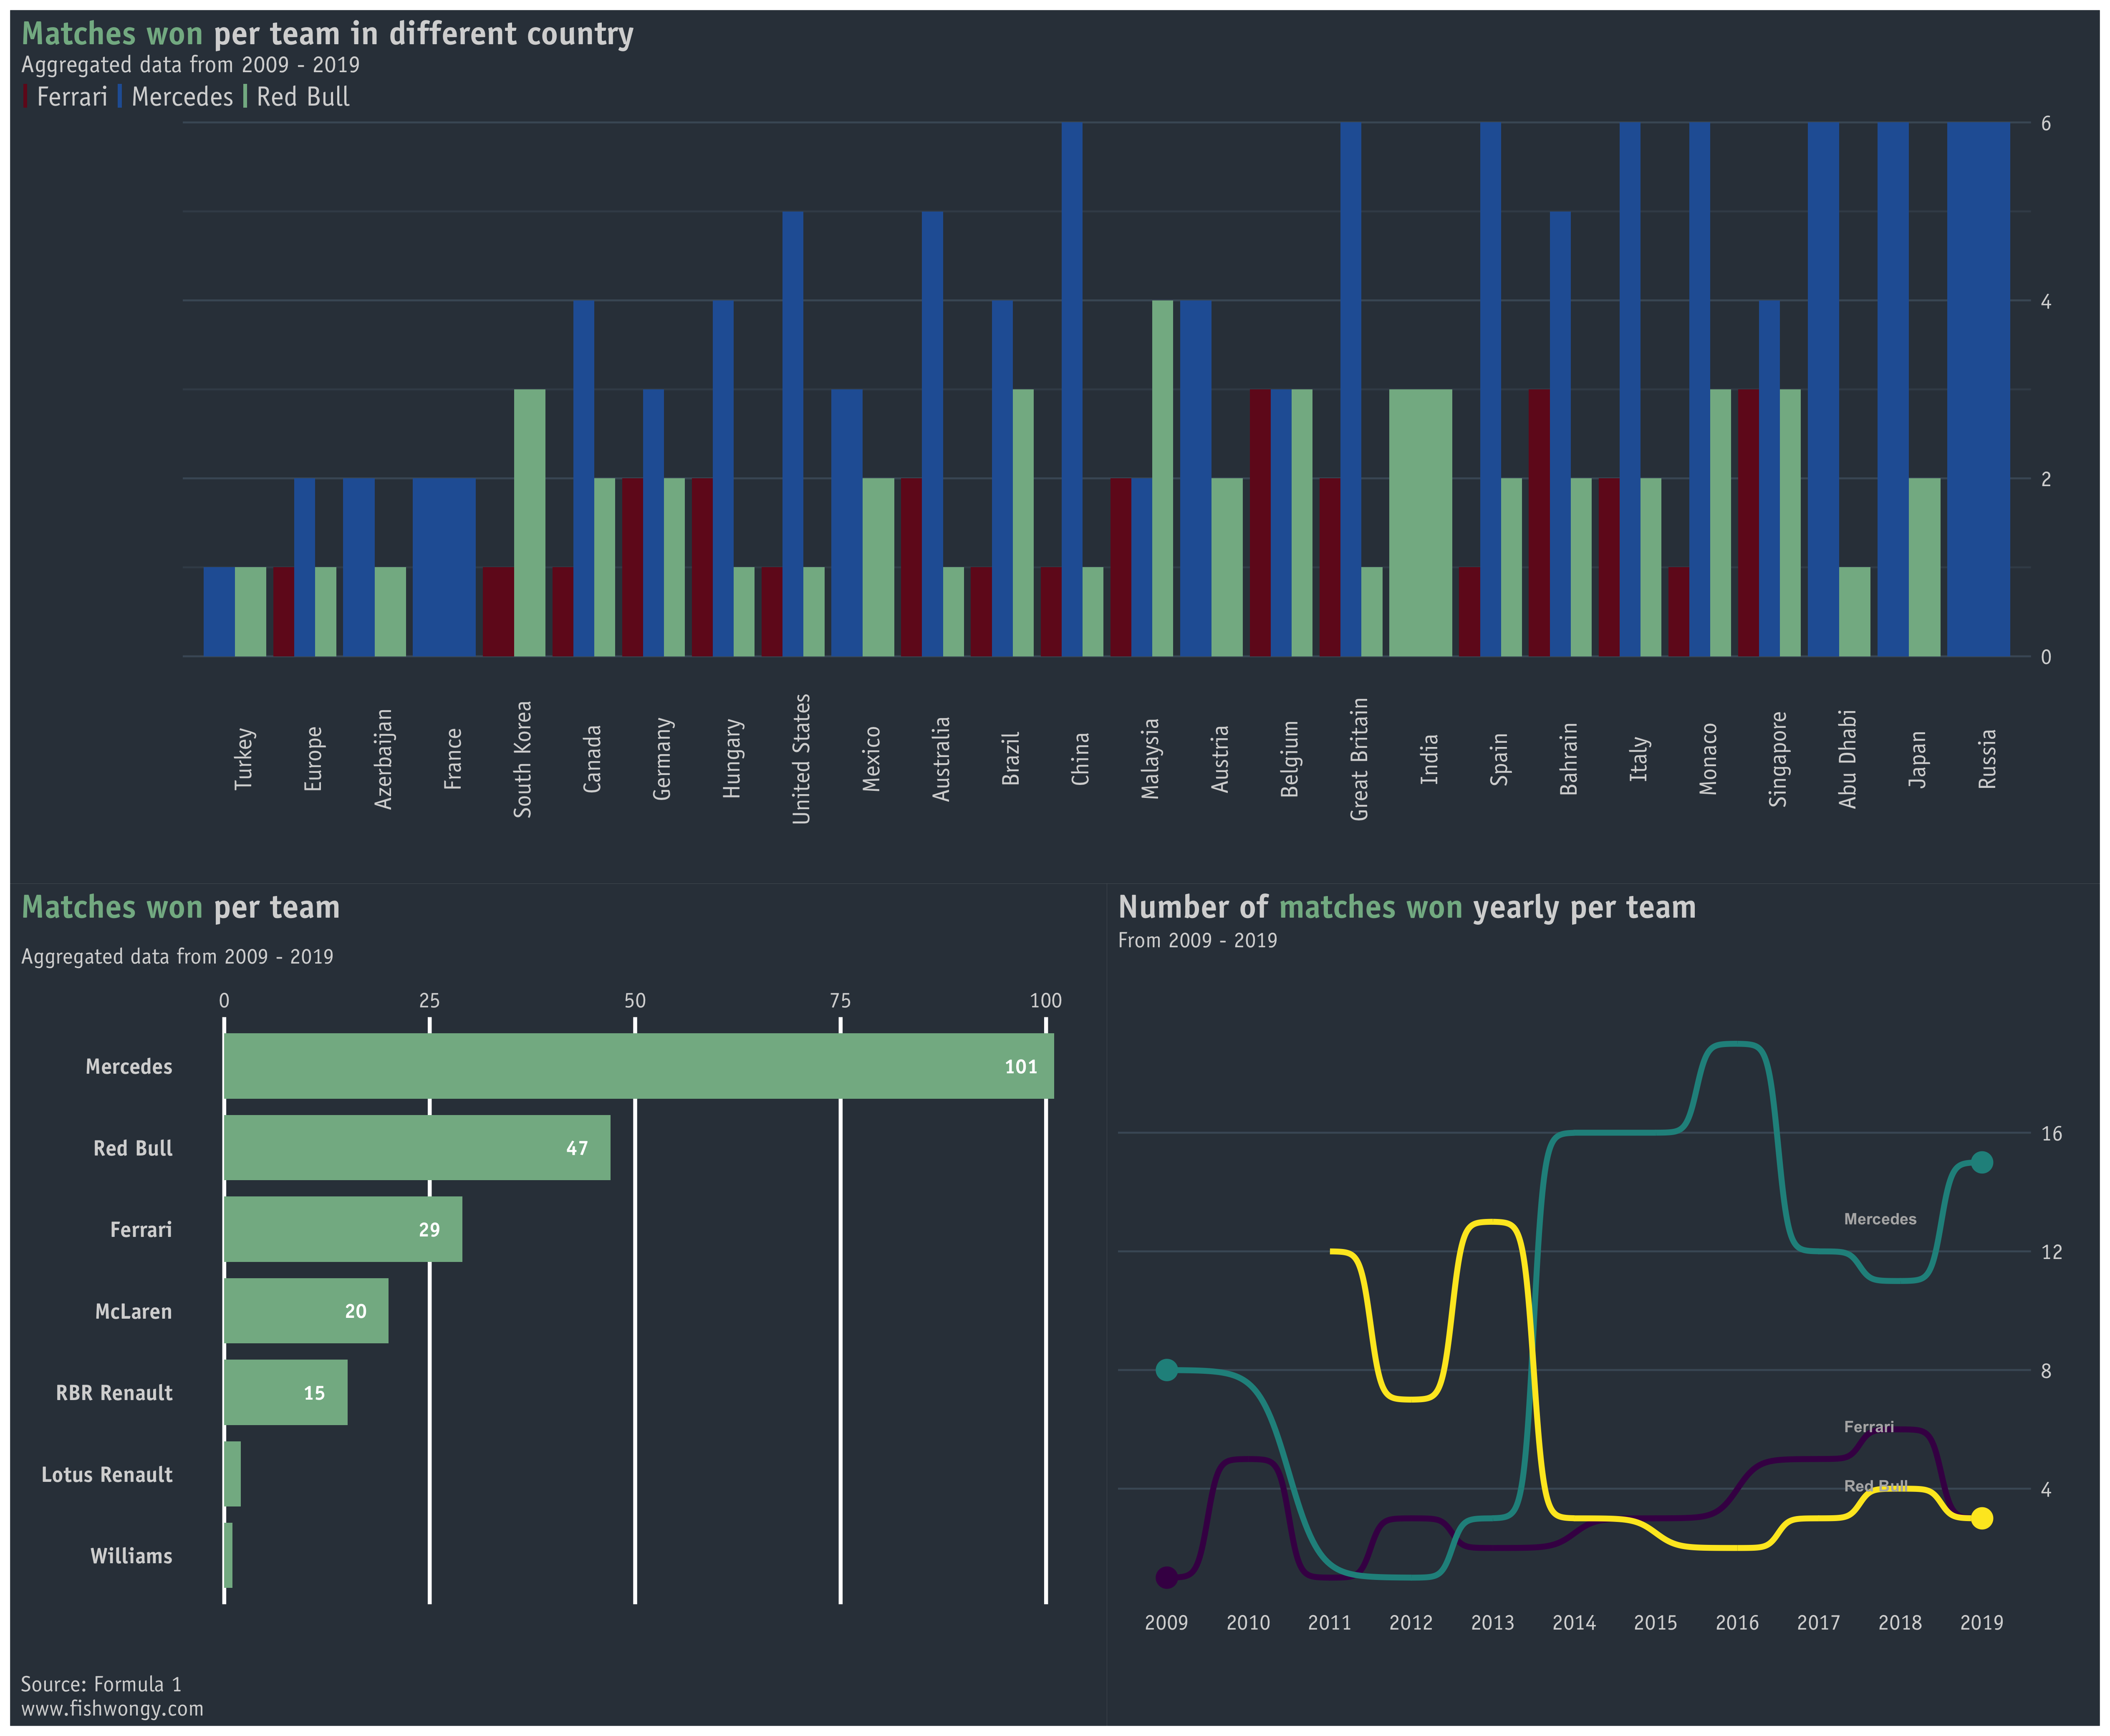 Matches won per team in different country
Aggregated data from 2009 - 2019
Ferrari Mercedes Red Bull
6
4
2
0
Turkey
Europe
Azerbaijan
France
South Korea
Canada
Germany
Hungary
United States
Mexico
Australia
Brazil
China
Malaysia
Austria
Belgium
Great Britain
India
Spain
Bahrain
Italy
Monaco
Singapore
Abu Dhabi
Japan
Russia
Matches won per team
Aggregated data from 2009 - 2019
0 25 50 75 100
Mercedes 101
Red Bull 47
Ferrari 29
McLaren 20
RBR Renault 15
Lotus Renault
Williams
Source: Formula 1
www.fishwongy.com
Number of matches won yearly per team
From 2009 - 2019
16
Mercedes
12
8
Ferrari
Red Bull
4
2009 2010 2011 2012 2013 2014 2015 2016 2017 2018 2019